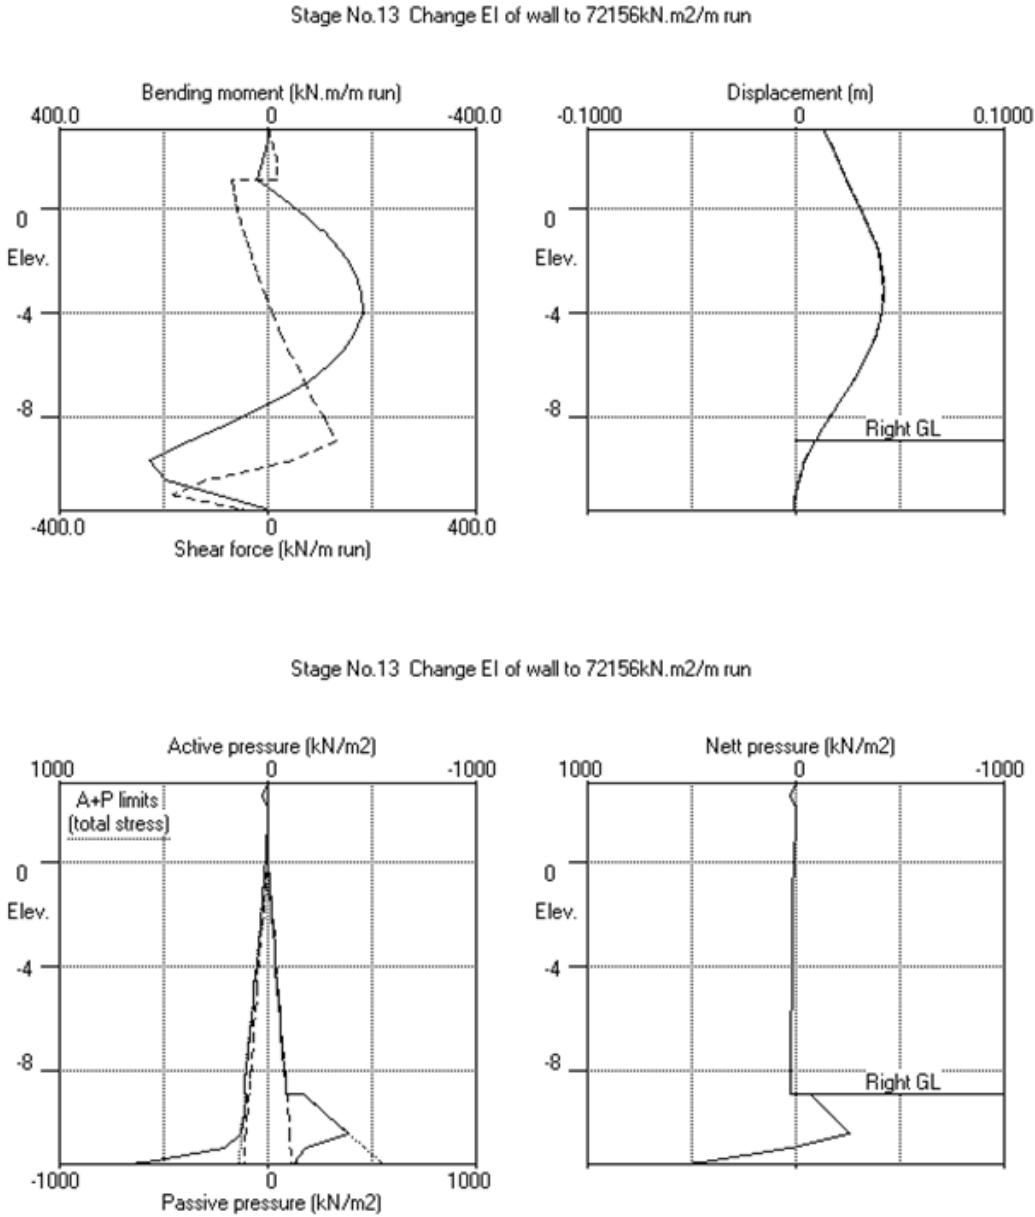 Stage No.13 Change EI of wall to 72156kN.m2/m run
Bending moment (kN.m/m run)
400.0 0 -400.0
0
Elev.
-4
-8
-400.0 0 400.0
Shear force (kN/m run)
Displacement (m)
-0.1000 0 0.1000
0
Elev.
-4
-8
Right GL
Stage No.13 Change EI of wall to 72156kN.m2/m run
Active pressure (kN/m2)
1000 0 -1000
A+P limits
(total stress)
0
Elev.
-4
-8
-1000 0 1000
Passive pressure (kN/m2)
Nett pressure (kN/m2)
1000 0 -1000
0
Elev.
-4
-8
Right GL